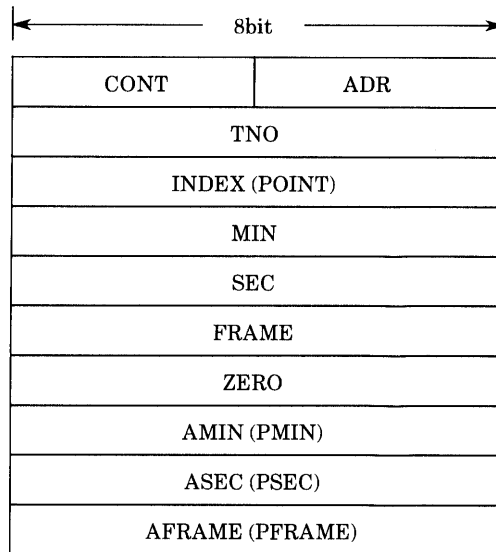 8bit
CONT ADR
TNO
INDEX (POINT)
MIN
SEC
FRAME
ZERO
AMIN (PMIN)
ASEC (PSEC)
AFRAME (PFRAME)